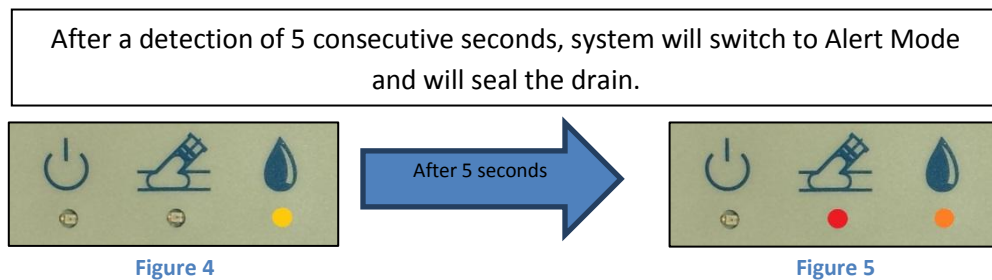 After a detection of 5 consecutive seconds, system will switch to Alert Mode
and will seal the drain.
After 5 seconds
Figure 4
Figure 5